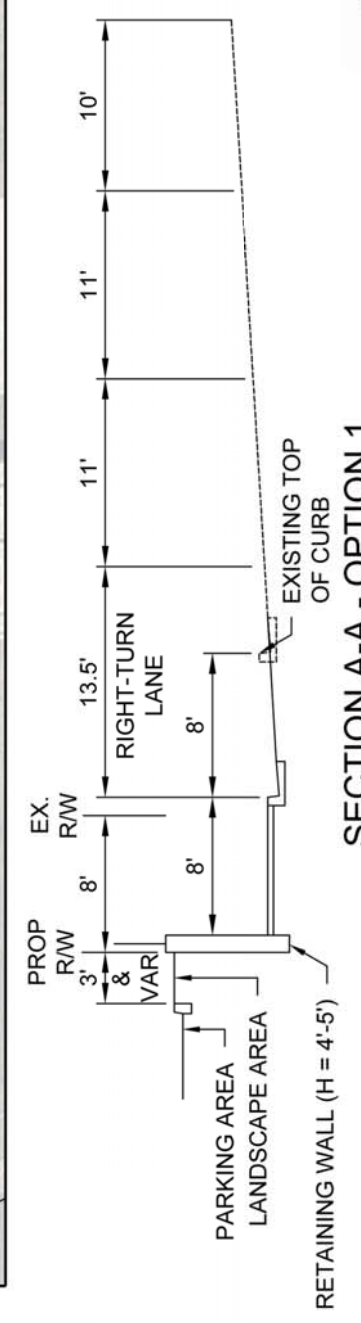 PROP
R/W
EX.
R/W
3'
&
VAR
8'
13.5'
11'
11'
10'
RIGHT-TURN
LANE
8'
8'
PARKING AREA
LANDSCAPE AREA
RETAINING WALL (H = 4'-5')
EXISTING TOP
OF CURB
SECTION A-A - OPTION 1